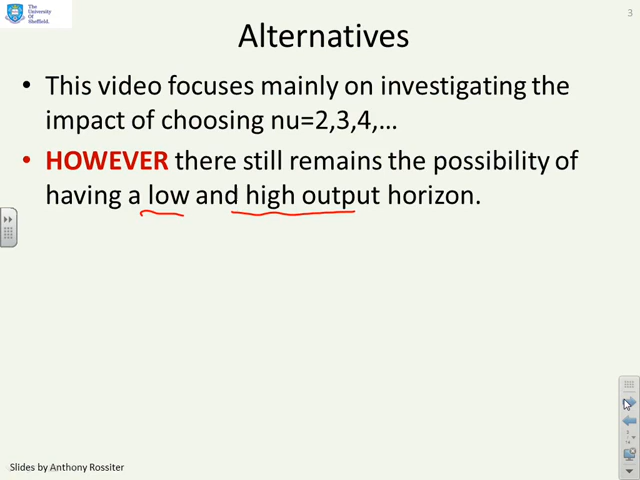 The
University
Of
Sheffield.
3
Alternatives
• This video focuses mainly on investigating the
impact of choosing nu=2,3,4,…
• HOWEVER there still remains the possibility of
having a low and high output horizon.
Slides by Anthony Rossiter